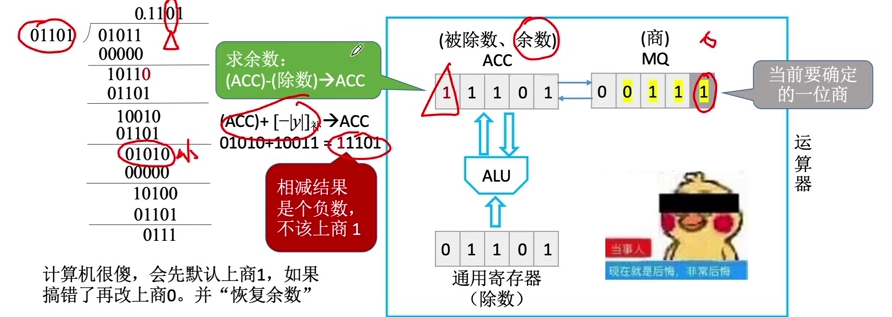 0.1101
01101
01011
00000
10110
01101
10010
01101
01010
00000
10100
01101
0111
求余数：
(ACC)-(除数)→ACC
(ACC)+ [−|y|]补→ACC
01010+10011 = 11101
相减结果
是个负数，
不该上商 1
计算机很傻，会先默认上商1，如果
搞错了再改上商0。并“恢复余数”
(被除数、余数)
ACC
1 1 1 0 1
(商)
MQ
0 0 1 1 1
当前要确定
的一位商
ALU
0 1 1 0 1
通用寄存器
（除数）
运算器
当事人
现在就是后悔，非常后悔